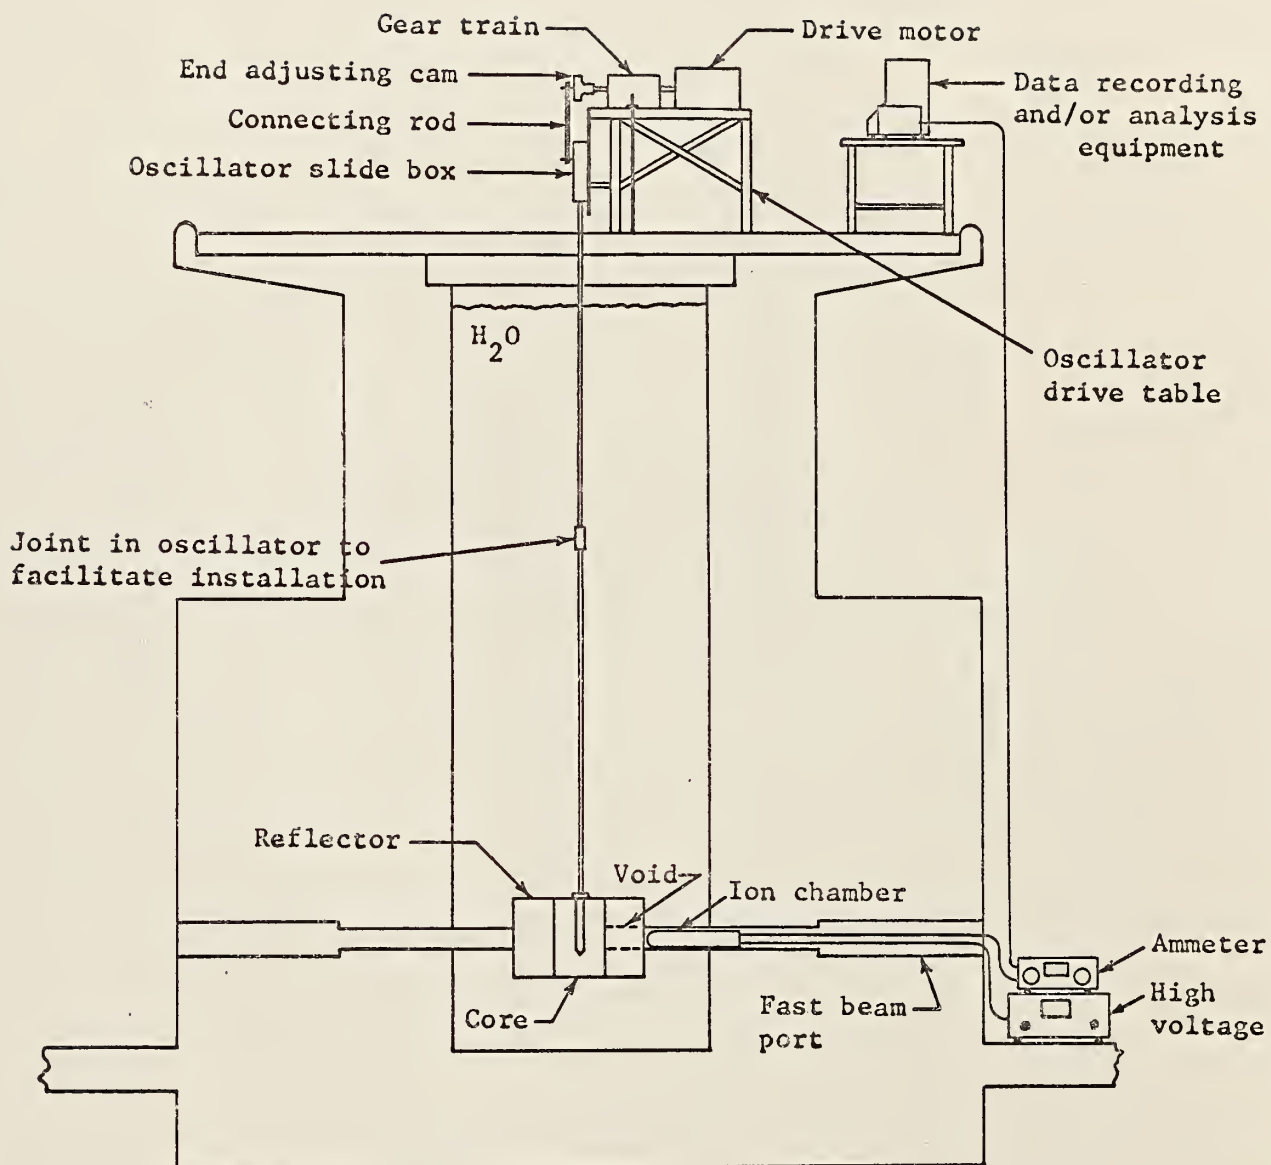 Gear train
Drive motor
End adjusting cam
Data recording
and/or analysis
equipment
Connecting rod
Oscillator slide box
H2O
Oscillator
drive table
Joint in oscillator to
facilitate installation
Reflector
Void
Ion chamber
Ammeter
High
voltage
Fast beam
port
Core